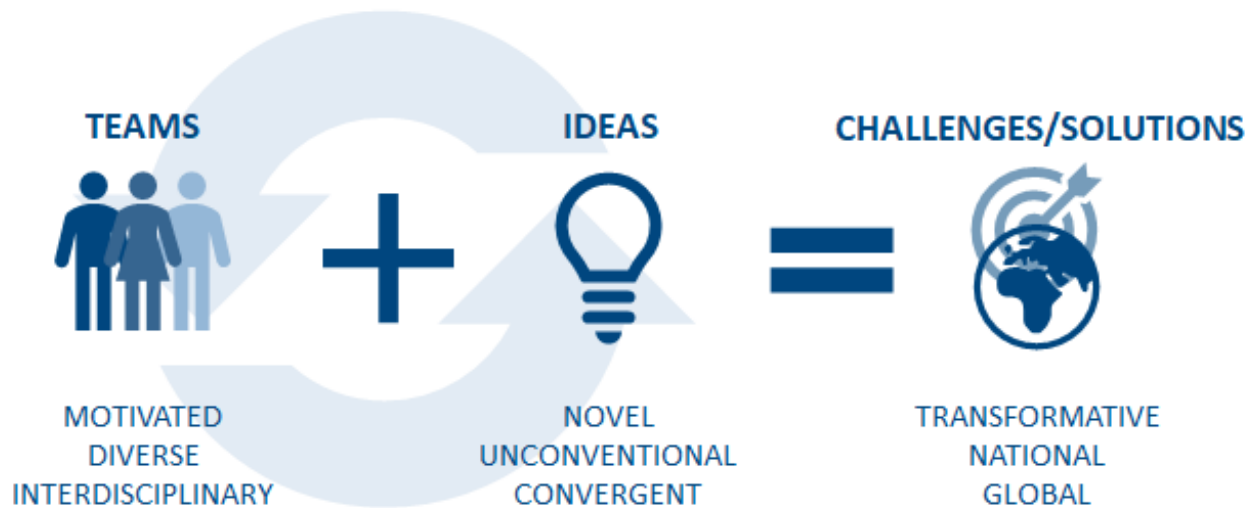 TEAMS
IDEAS
CHALLENGES/SOLUTIONS
MOTIVATED
DIVERSE
INTERDISCIPLINARY
NOVEL
UNCONVENTIONAL
CONVERGENT
TRANSFORMATIVE
NATIONAL
GLOBAL